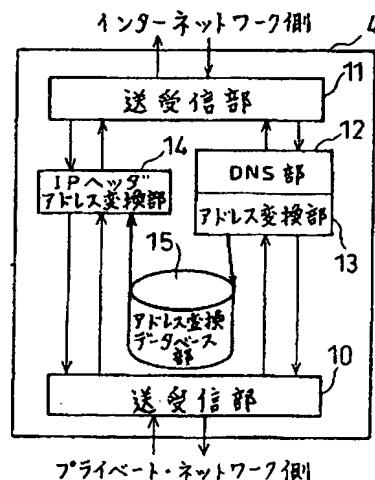 インターネットワーク側
4
11
送受信部
14
12
IPヘッダ
アドレス変換部
DNS部
アドレス変換部
13
15
アドレス変換
データベース
部
10
送受信部
プライベート・ネットワーク側